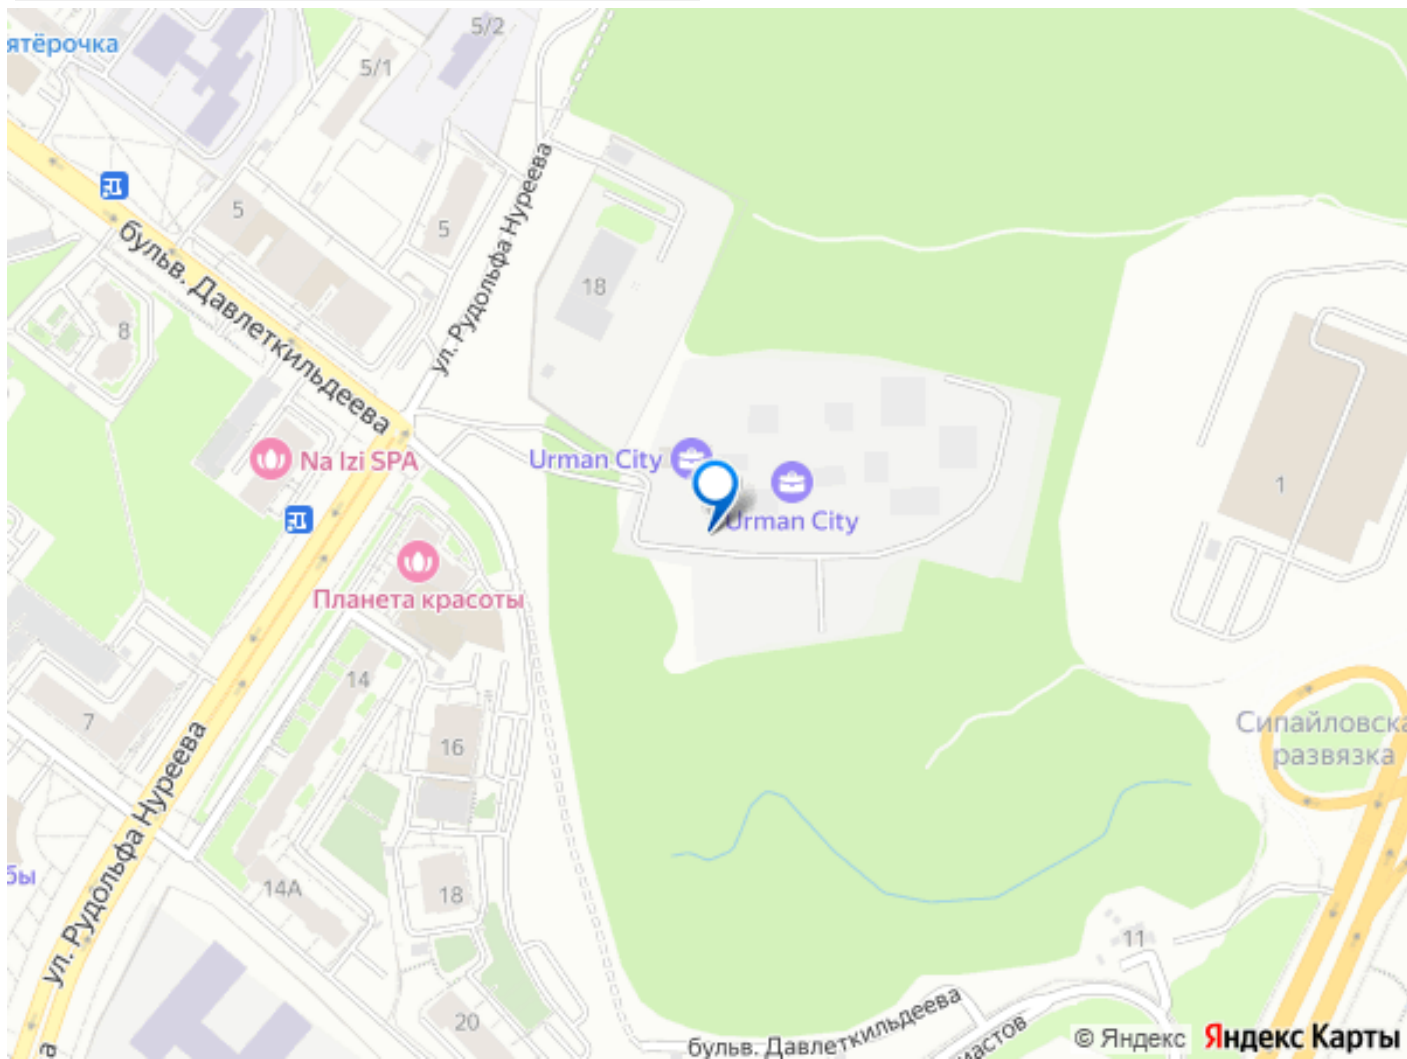 5/2
ятёрочка
5/1
5
5
бульв. Давлеткильдеева
ул. Рудольфа Нуреева
18
8
Na Izi SPA
Urman City
Urman City
1
Планета красоты
14
7
16
Сипайловска
развязка
ул. Рудольфа Нуреева
бы
14А
18
11
20
бульв. Давлеткильдеева
иастов
а
© Яндекс Яндекс Карты